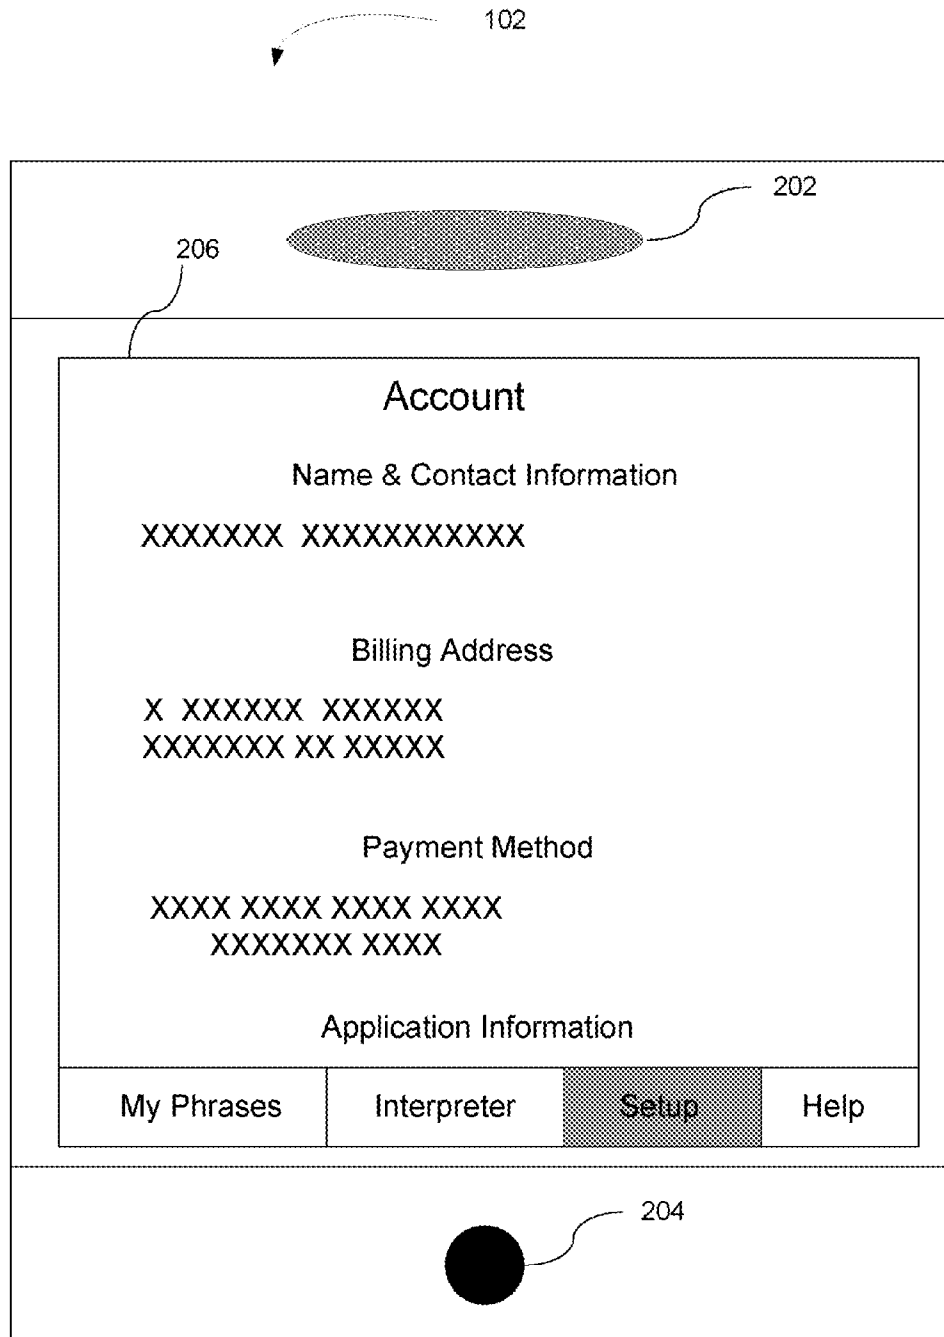 102
202
206
Account
Name & Contact Information
XXXXXXX XXXXXXXXXXX
Billing Address
X XXXXXX XXXXXX
XXXXXXX XX XXXXX
Payment Method
XXXX XXXX XXXX XXXX
XXXXXXX XXXX
Application Information
My Phrases Interpreter Setup Help
204